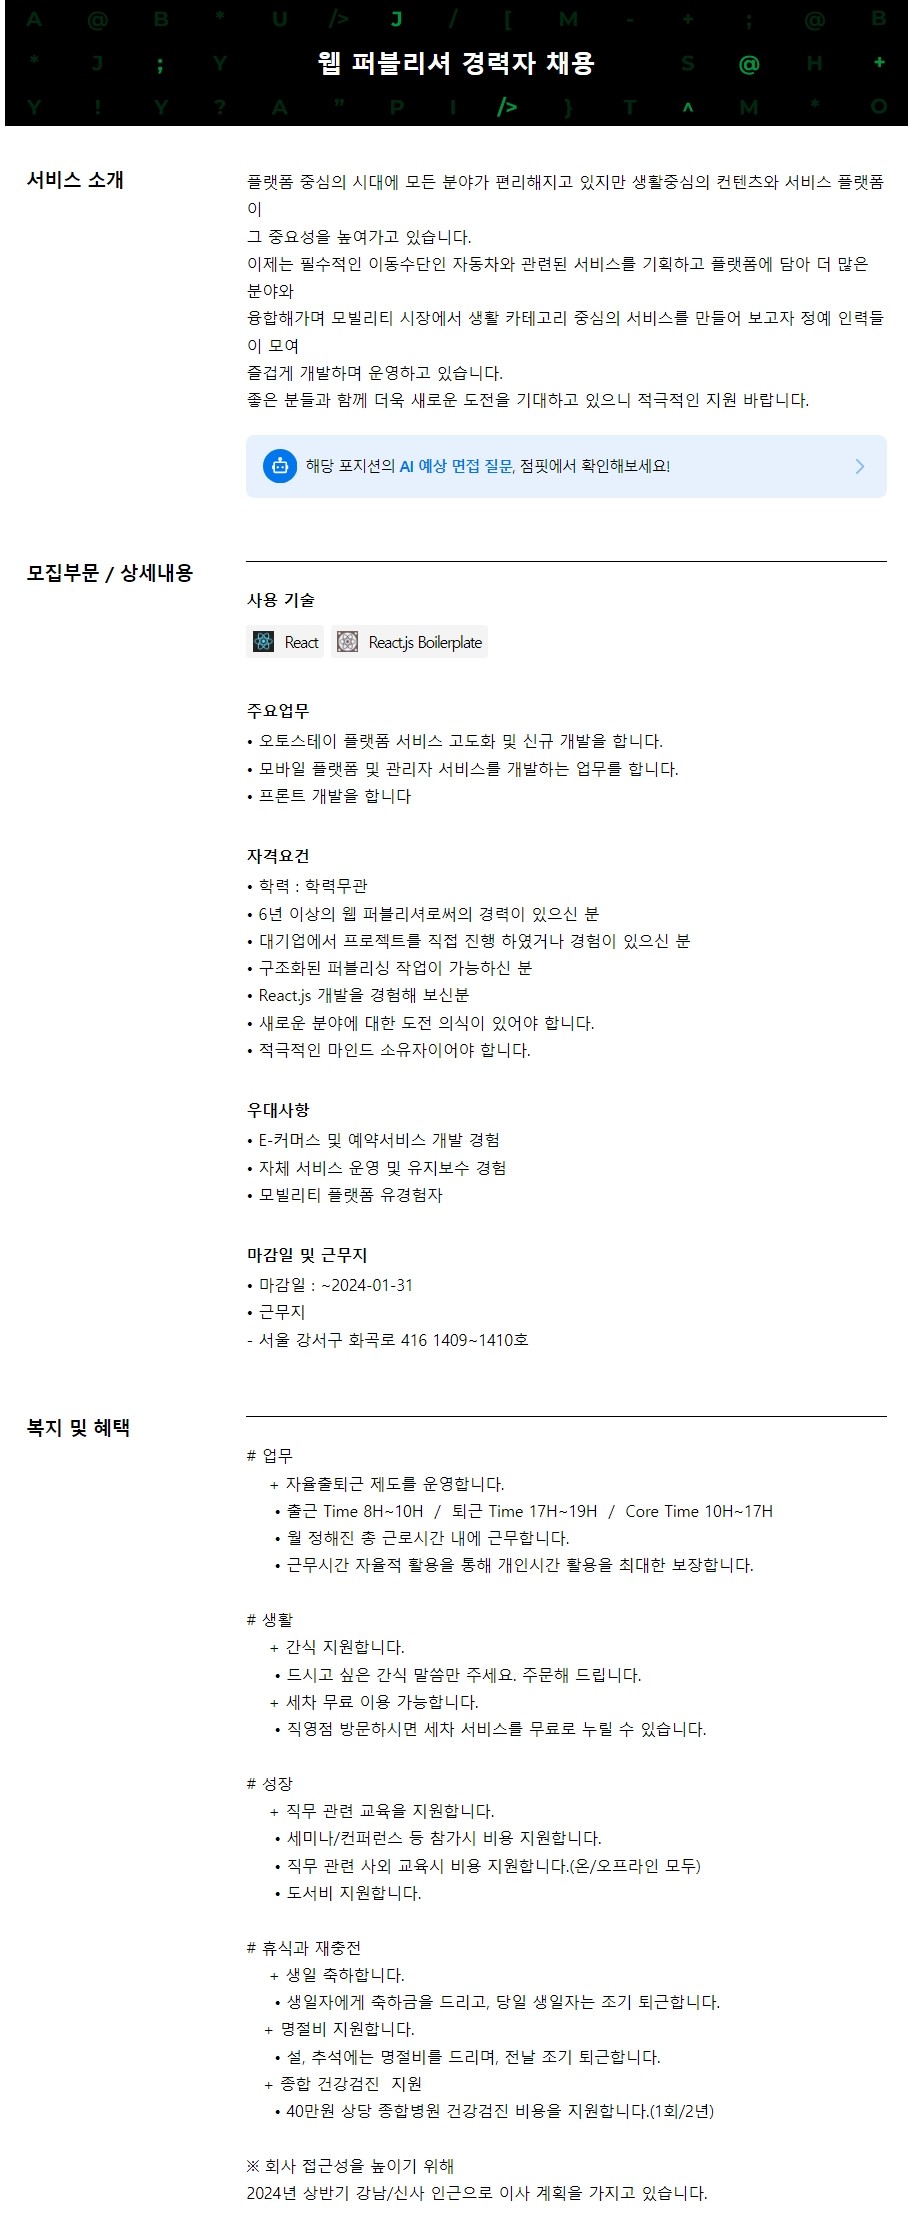 A @ B * U /> J / [ M - + ; @ B
* J ; Y 웹 퍼블리셔 경력자 채용 S @ H +
Y ! Y ? A " P I /> } T ^ M * O
서비스 소개
플랫폼 중심의 시대에 모든 분야가 편리해지고 있지만 생활중심의 컨텐츠와 서비스 플랫폼
이
그 중요성을 높여가고 있습니다.
이제는 필수적인 이동수단인 자동차와 관련된 서비스를 기획하고 플랫폼에 담아 더 많은
분야와
융합해가며 모빌리티 시장에서 생활 카테고리 중심의 서비스를 만들어 보고자 정예 인력들
이 모여
즐겁게 개발하며 운영하고 있습니다.
좋은 분들과 함께 더욱 새로운 도전을 기대하고 있으니 적극적인 지원 바랍니다.
해당 포지션의 AI 예상 면접 질문, 점핏에서 확인해보세요!
모집부문 / 상세내용
사용 기술
React React.js Boilerplate
주요업무
• 오토스테이 플랫폼 서비스 고도화 및 신규 개발을 합니다.
• 모바일 플랫폼 및 관리자 서비스를 개발하는 업무를 합니다.
• 프론트 개발을 합니다
자격요건
• 학력 : 학력무관
• 6년 이상의 웹 퍼블리셔로써의 경력이 있으신 분
• 대기업에서 프로젝트를 직접 진행 하였거나 경험이 있으신 분
• 구조화된 퍼블리싱 작업이 가능하신 분
• React.js 개발을 경험해 보신분
• 새로운 분야에 대한 도전 의식이 있어야 합니다.
• 적극적인 마인드 소유자이어야 합니다.
우대사항
• E-커머스 및 예약서비스 개발 경험
• 자체 서비스 운영 및 유지보수 경험
• 모빌리티 플랫폼 유경험자
마감일 및 근무지
• 마감일 : ~2024-01-31
• 근무지
- 서울 강서구 화곡로 416 1409~1410호
복지 및 혜택
# 업무
+ 자율출퇴근 제도를 운영합니다.
• 출근 Time 8H~10H / 퇴근 Time 17H~19H / Core Time 10H~17H
• 월 정해진 총 근로시간 내에 근무합니다.
• 근무시간 자율적 활용을 통해 개인시간 활용을 최대한 보장합니다.
# 생활
+ 간식 지원합니다.
• 드시고 싶은 간식 말씀만 주세요. 주문해 드립니다.
+ 세차 무료 이용 가능합니다.
• 직영점 방문하시면 세차 서비스를 무료로 누릴 수 있습니다.
# 성장
+ 직무 관련 교육을 지원합니다.
• 세미나/컨퍼런스 등 참가시 비용 지원합니다.
• 직무 관련 사외 교육시 비용 지원합니다.(온/오프라인 모두)
• 도서비 지원합니다.
# 휴식과 재충전
+ 생일 축하합니다.
• 생일자에게 축하금을 드리고, 당일 생일자는 조기 퇴근합니다.
+ 명절비 지원합니다.
• 설, 추석에는 명절비를 드리며, 전날 조기 퇴근합니다.
+ 종합 건강검진 지원
• 40만원 상당 종합병원 건강검진 비용을 지원합니다.(1회/2년)
※ 회사 접근성을 높이기 위해
2024년 상반기 강남/신사 인근으로 이사 계획을 가지고 있습니다.